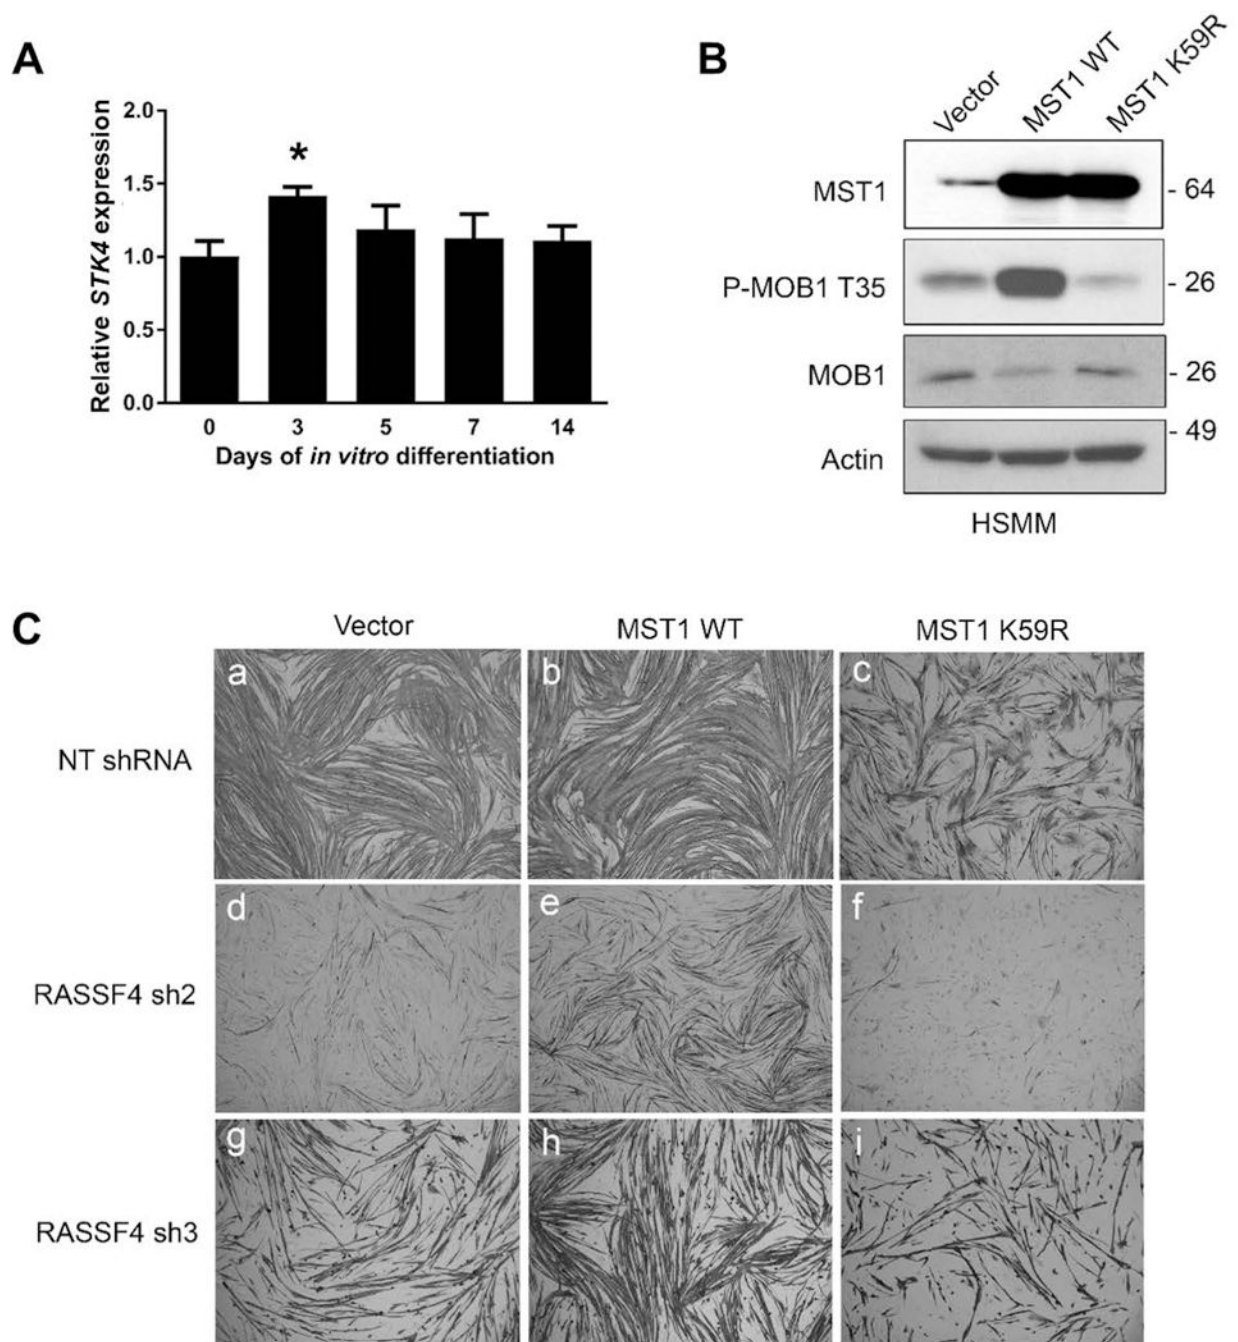 A
2.0
1.5
1.0
0.5
0.0
Relative STK4 expression
*
0 3 5 7 14
Days of in vitro differentiation
B
Vector MST1 WT MST1 K59R
MST1 - 64
P-MOB1 T35 - 26
MOB1 - 26
Actin - 49
HSMM
C
Vector MST1 WT MST1 K59R
NT shRNA a b c
RASSF4 sh2 d e f
RASSF4 sh3 g h i